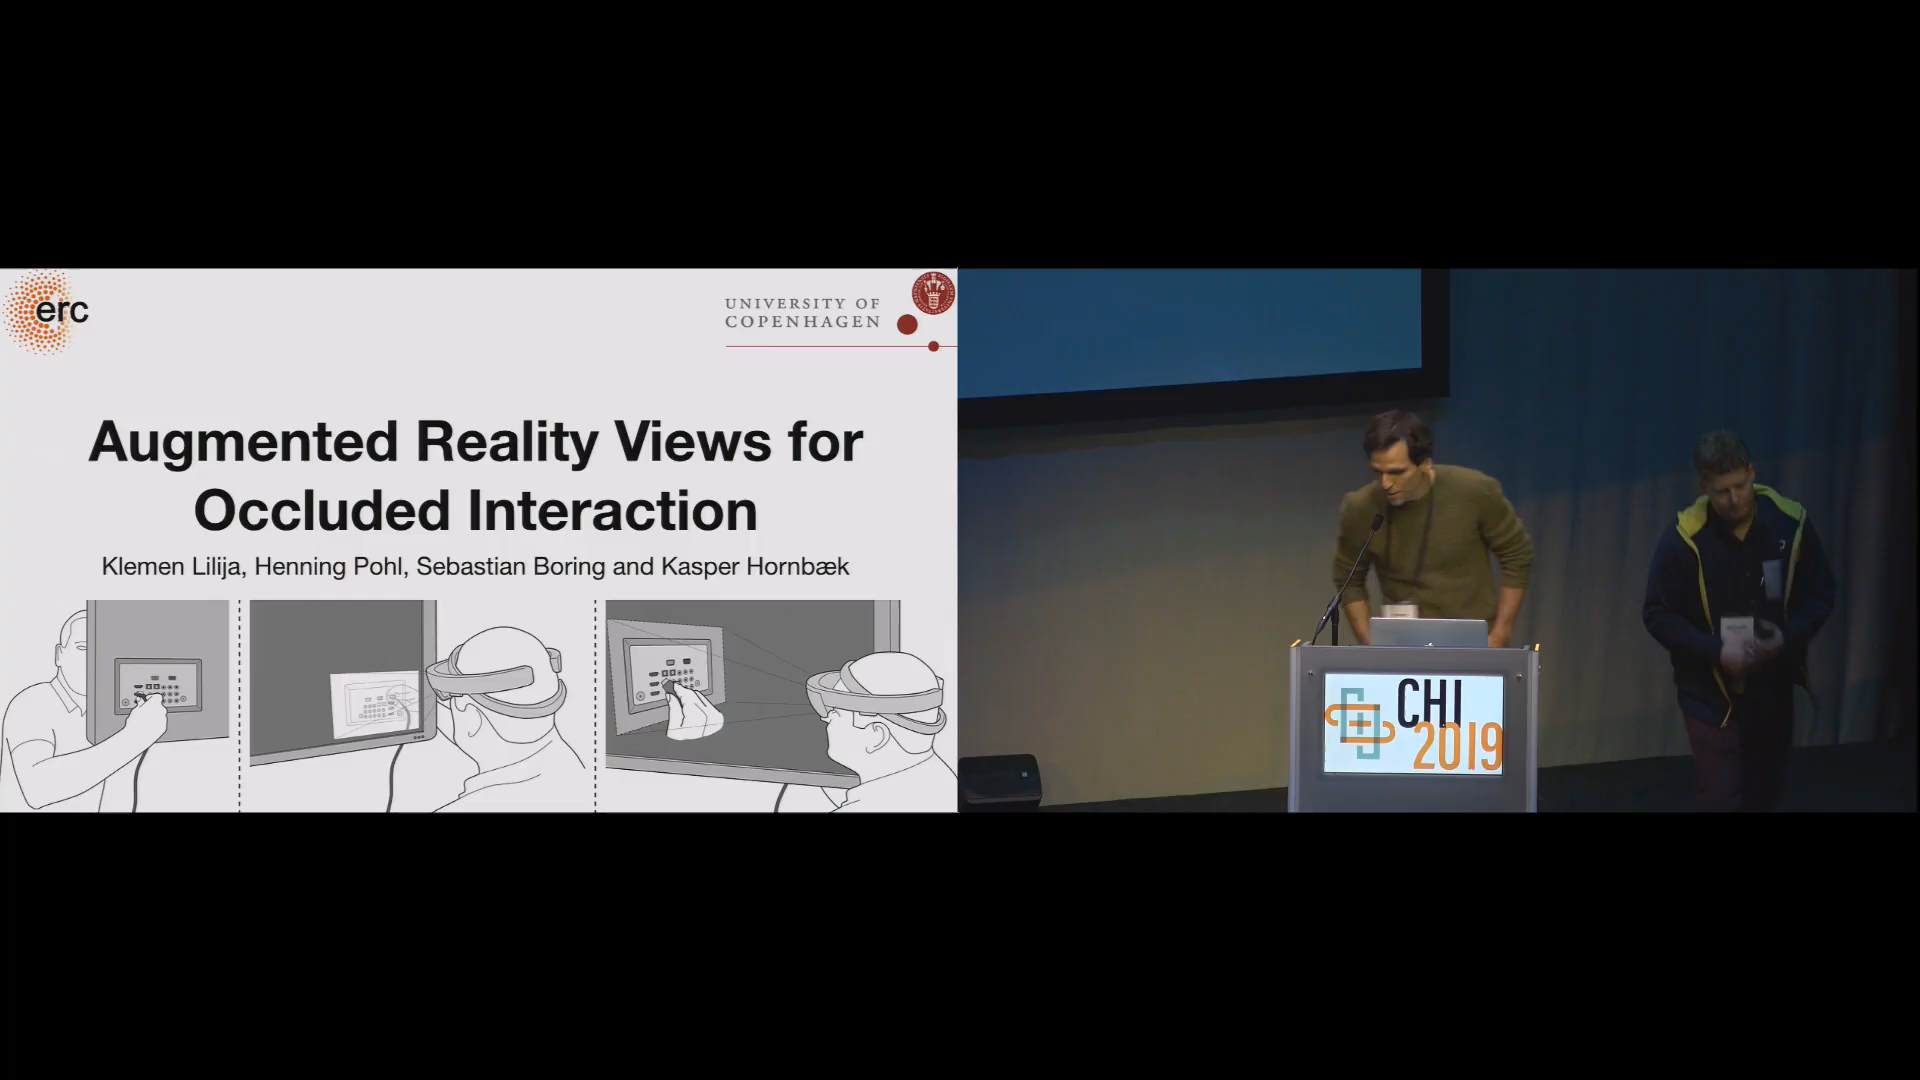 erc
UNIVERSITY OF
COPENHAGEN
Augmented Reality Views for
Occluded Interaction
Klemen Lilija, Henning Pohl, Sebastian Boring and Kasper Hornbæk
CHI
2019